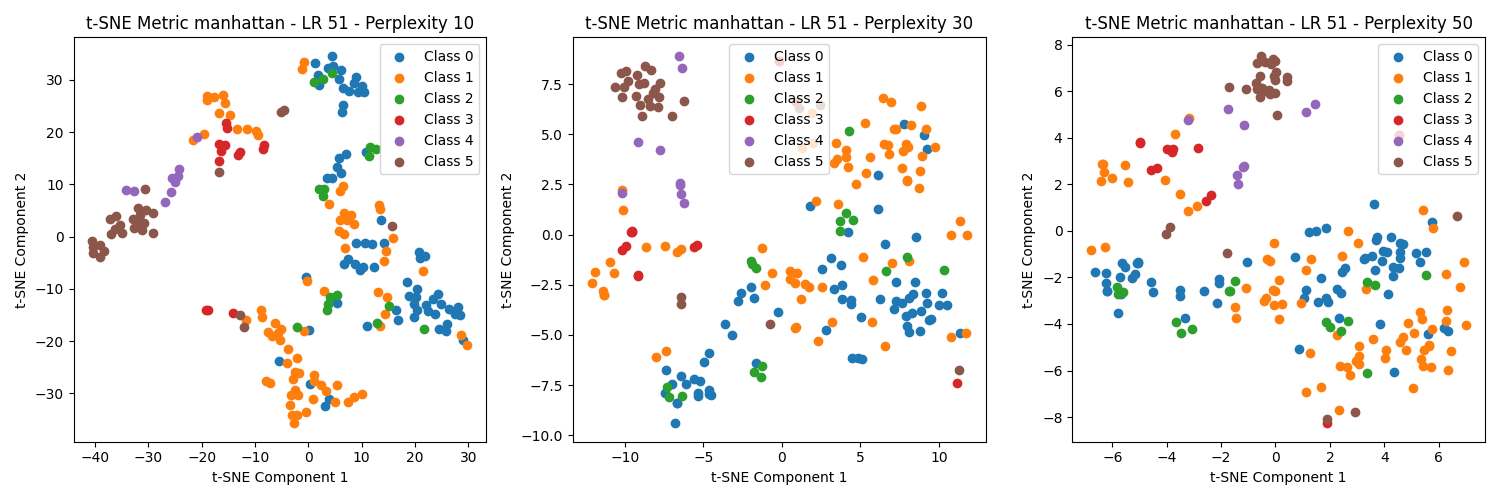 t-SNE Metric manhattan - LR 51 - Perplexity 10
t-SNE Component 2
30
20
10
0
−10
−20
−30
−40
−30
−20
−10
0
10
20
30
t-SNE Component 1
Class 0
Class 1
Class 2
Class 3
Class 4
Class 5
t-SNE Metric manhattan - LR 51 - Perplexity 30
t-SNE Component 2
7.5
5.0
2.5
0.0
−2.5
−5.0
−7.5
−10.0
−10
−5
0
5
10
t-SNE Component 1
Class 0
Class 1
Class 2
Class 3
Class 4
Class 5
t-SNE Metric manhattan - LR 51 - Perplexity 50
t-SNE Component 2
8
6
4
2
0
−2
−4
−6
−8
−6
−4
−2
0
2
4
6
t-SNE Component 1
Class 0
Class 1
Class 2
Class 3
Class 4
Class 5